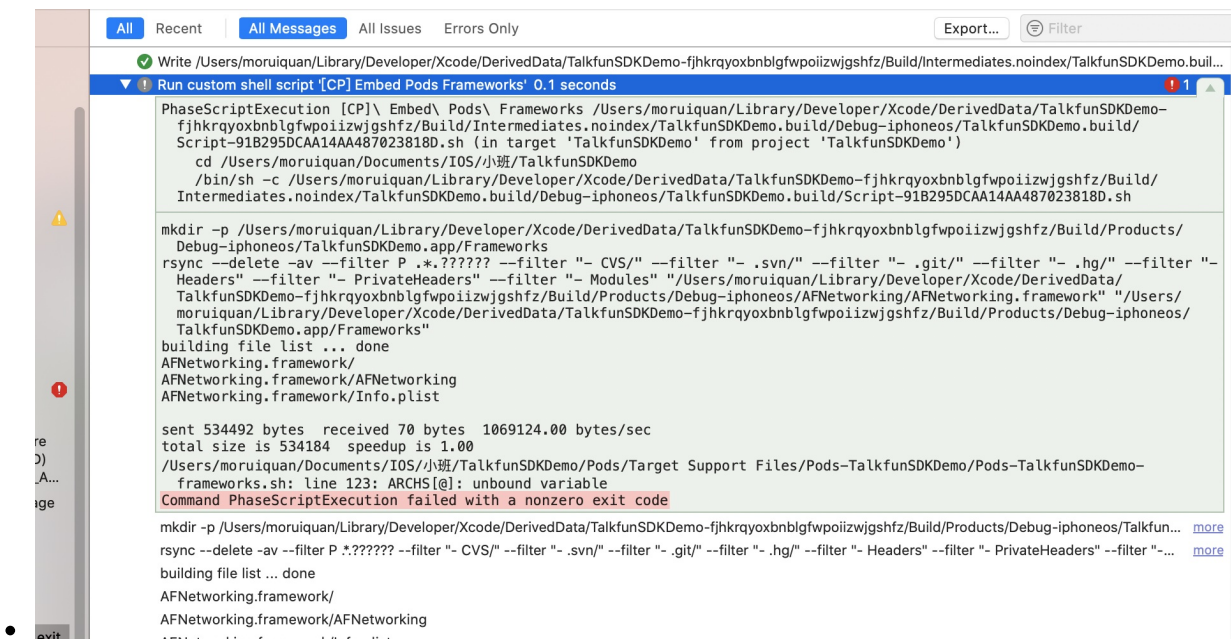 All Recent All Messages All Issues Errors Only Export... Filter
Write /Users/moruiquan/Library/Developer/Xcode/DerivedData/TalkfunSDKDemo-fjhkrqyoxbnblgfwpoiizwjgshfz/Build/Intermediates.noindex/TalkfunSDKDemo.buil...
Run custom shell script '[CP] Embed Pods Frameworks' 0.1 seconds 1
PhaseScriptExecution [CP]\ Embed\ Pods\ Frameworks /Users/moruiquan/Library/Developer/Xcode/DerivedData/TalkfunSDKDemo-
fjhkrqyoxbnblgfwpoiizwjgshfz/Build/Intermediates.noindex/TalkfunSDKDemo.build/Debug-iphoneos/TalkfunSDKDemo.build/
Script-91B295DCAA14AA487023818D.sh (in target 'TalkfunSDKDemo' from project 'TalkfunSDKDemo')
cd /Users/moruiquan/Documents/IOS/小班/TalkfunSDKDemo
/bin/sh -c /Users/moruiquan/Library/Developer/Xcode/DerivedData/TalkfunSDKDemo-fjhkrqyoxbnblgfwpoiizwjgshfz/Build/
Intermediates.noindex/TalkfunSDKDemo.build/Debug-iphoneos/TalkfunSDKDemo.build/Script-91B295DCAA14AA487023818D.sh
mkdir -p /Users/moruiquan/Library/Developer/Xcode/DerivedData/TalkfunSDKDemo-fjhkrqyoxbnblgfwpoiizwjgshfz/Build/Products/
Debug-iphoneos/TalkfunSDKDemo.app/Frameworks
rsync --delete -av --filter P .*.?????? --filter "- CVS/" --filter "- .svn/" --filter "- .git/" --filter "- .hg/" --filter "-
Headers" --filter "- PrivateHeaders" --filter "- Modules" "/Users/moruiquan/Library/Developer/Xcode/DerivedData/
TalkfunSDKDemo-fjhkrqyoxbnblgfwpoiizwjgshfz/Build/Products/Debug-iphoneos/AFNetworking/AFNetworking.framework" "/Users/
moruiquan/Library/Developer/Xcode/DerivedData/TalkfunSDKDemo-fjhkrqyoxbnblgfwpoiizwjgshfz/Build/Products/Debug-iphoneos/
TalkfunSDKDemo.app/Frameworks"
building file list ... done
AFNetworking.framework/
AFNetworking.framework/AFNetworking
AFNetworking.framework/Info.plist
sent 534492 bytes received 70 bytes 1069124.00 bytes/sec
total size is 534184 speedup is 1.00
/Users/moruiquan/Documents/IOS/小班/TalkfunSDKDemo/Pods/Target Support Files/Pods-TalkfunSDKDemo/Pods-TalkfunSDKDemo-
frameworks.sh: line 123: ARCHS[@]: unbound variable
Command PhaseScriptExecution failed with a nonzero exit code
mkdir -p /Users/moruiquan/Library/Developer/Xcode/DerivedData/TalkfunSDKDemo-fjhkrqyoxbnblgfwpoiizwjgshfz/Build/Products/Debug-iphoneos/Talkfun... more
rsync --delete -av --filter P .*.?????? --filter "- CVS/" --filter "- .svn/" --filter "- .git/" --filter "- .hg/" --filter "- Headers" --filter "- PrivateHeaders" --filter "-... more
building file list ... done
AFNetworking.framework/
AFNetworking.framework/AFNetworking